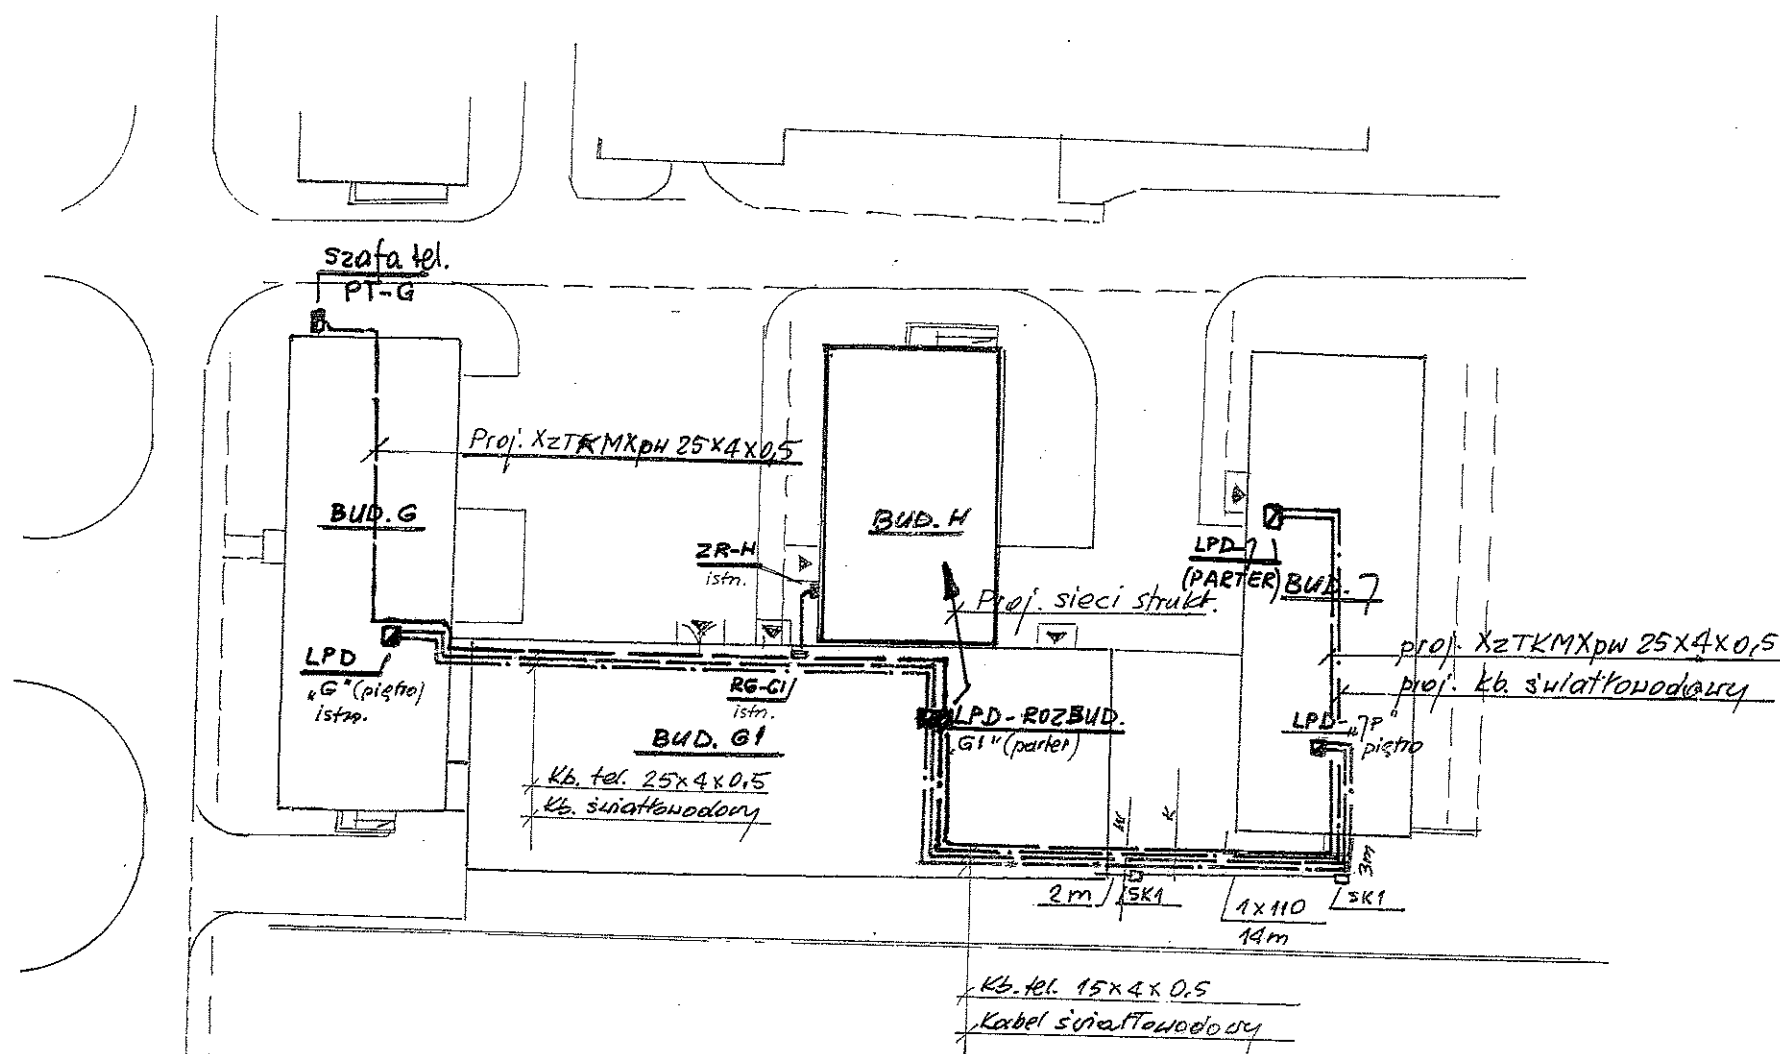 szafa tel.
PT-G
Proj. XzTKMXpw 25x4x0,5
BUD. G
BUD. H
ZR-H
istn.
LPD-7
(PARTER)
BUD. 7
Proj. sieci strukt.
proj. XzTKMXpw 25x4x0,5
proj. kb. światłowodowy
LPD
"G" (piętro)
istn.
RG-G1
istn.
LPD-ROZBUD.
"G1" (parter)
LPD-"7P"
piętro
BUD. G1
Kb. tel. 25x4x0,5
Kb. światłowodowy
K
3m
2m
SK1
1x110
14m
SK1
Kb. tel. 15x4x0,5
Kabel światłowodowy